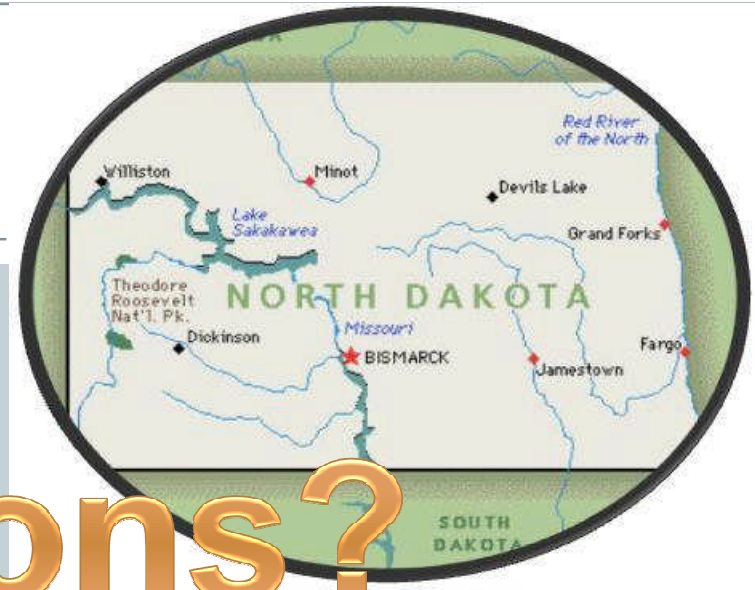 Red River
of the North
Williston
Minot
Devils Lake
Lake
Sakakawea
Grand Forks
Theodore
Roosevelt
Nat'l. Pk.
NORTH DAKOTA
Missouri
Dickinson
BISMARCK
Fargo
Jamestown
ons?
SOUTH
DAKOTA